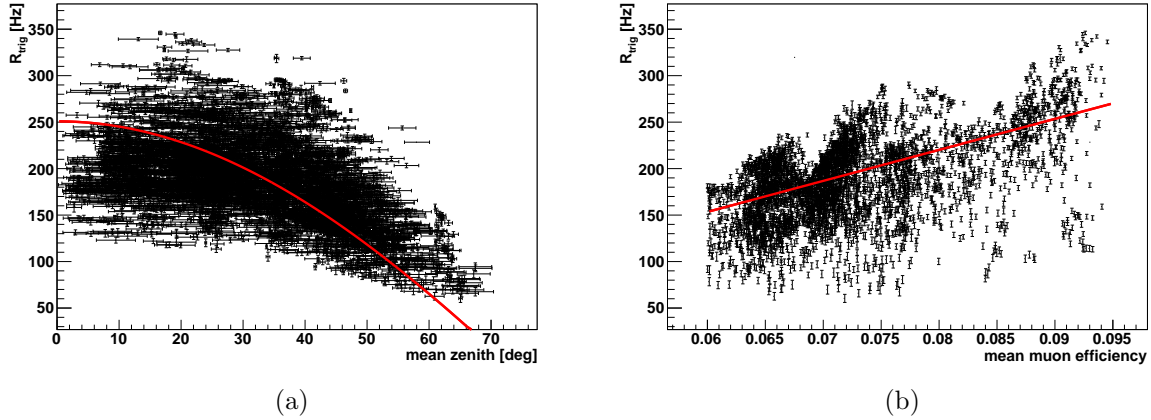 R_trig [Hz]
350
300
250
200
150
100
50
0 10 20 30 40 50 60 70
mean zenith [deg]
(a)
R_trig [Hz]
350
300
250
200
150
100
50
0.06 0.065 0.07 0.075 0.08 0.085 0.09 0.095
mean muon efficiency
(b)